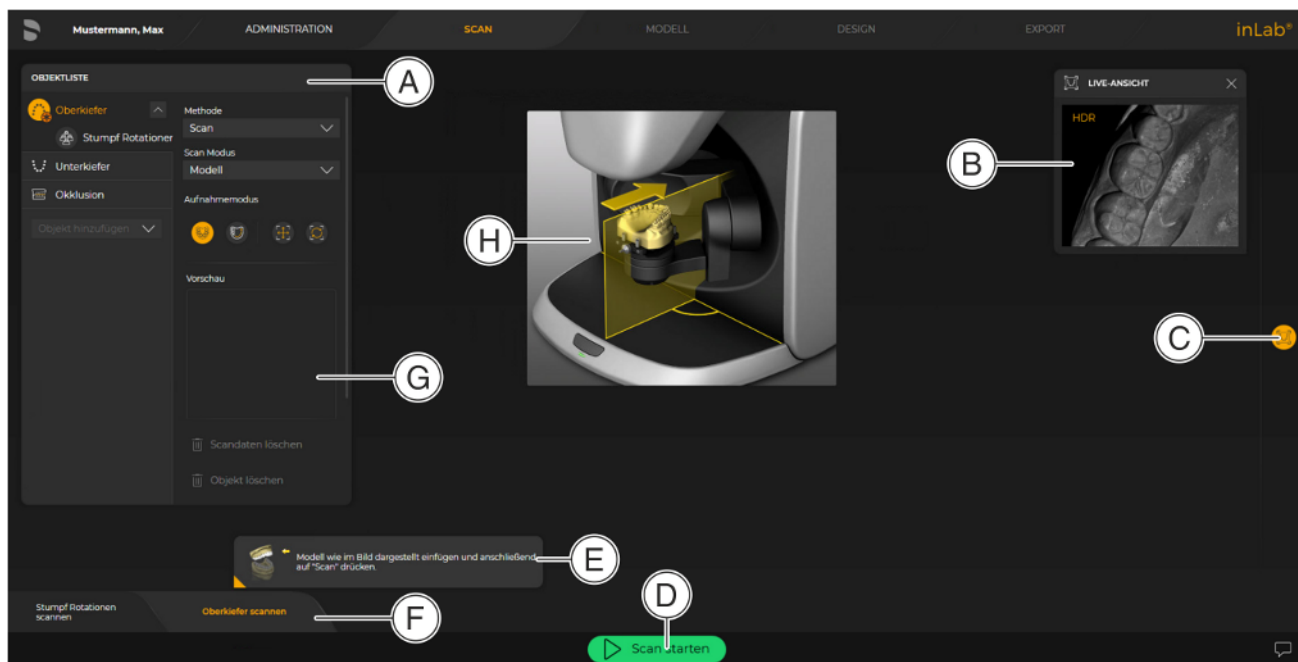 Mustermann, Max
ADMINISTRATION
SCAN
MODELL
DESIGN
EXPORT
inLab®
OBJEKTLISTE
A
Oberkiefer
Stumpf Rotationer
Unterkiefer
Okklusion
Objekt hinzufügen
Methode
Scan
Scan Modus
Modell
Aufnahmemodus
Vorschau
G
Scandaten löschen
Objekt löschen
H
LIVE-ANSICHT
HDR
B
C
Modell wie im Bild dargestellt einfügen und anschließend
auf "Scan" drücken.
E
Stumpf Rotationen
scannen
Oberkiefer scannen
F
D
Scan starten